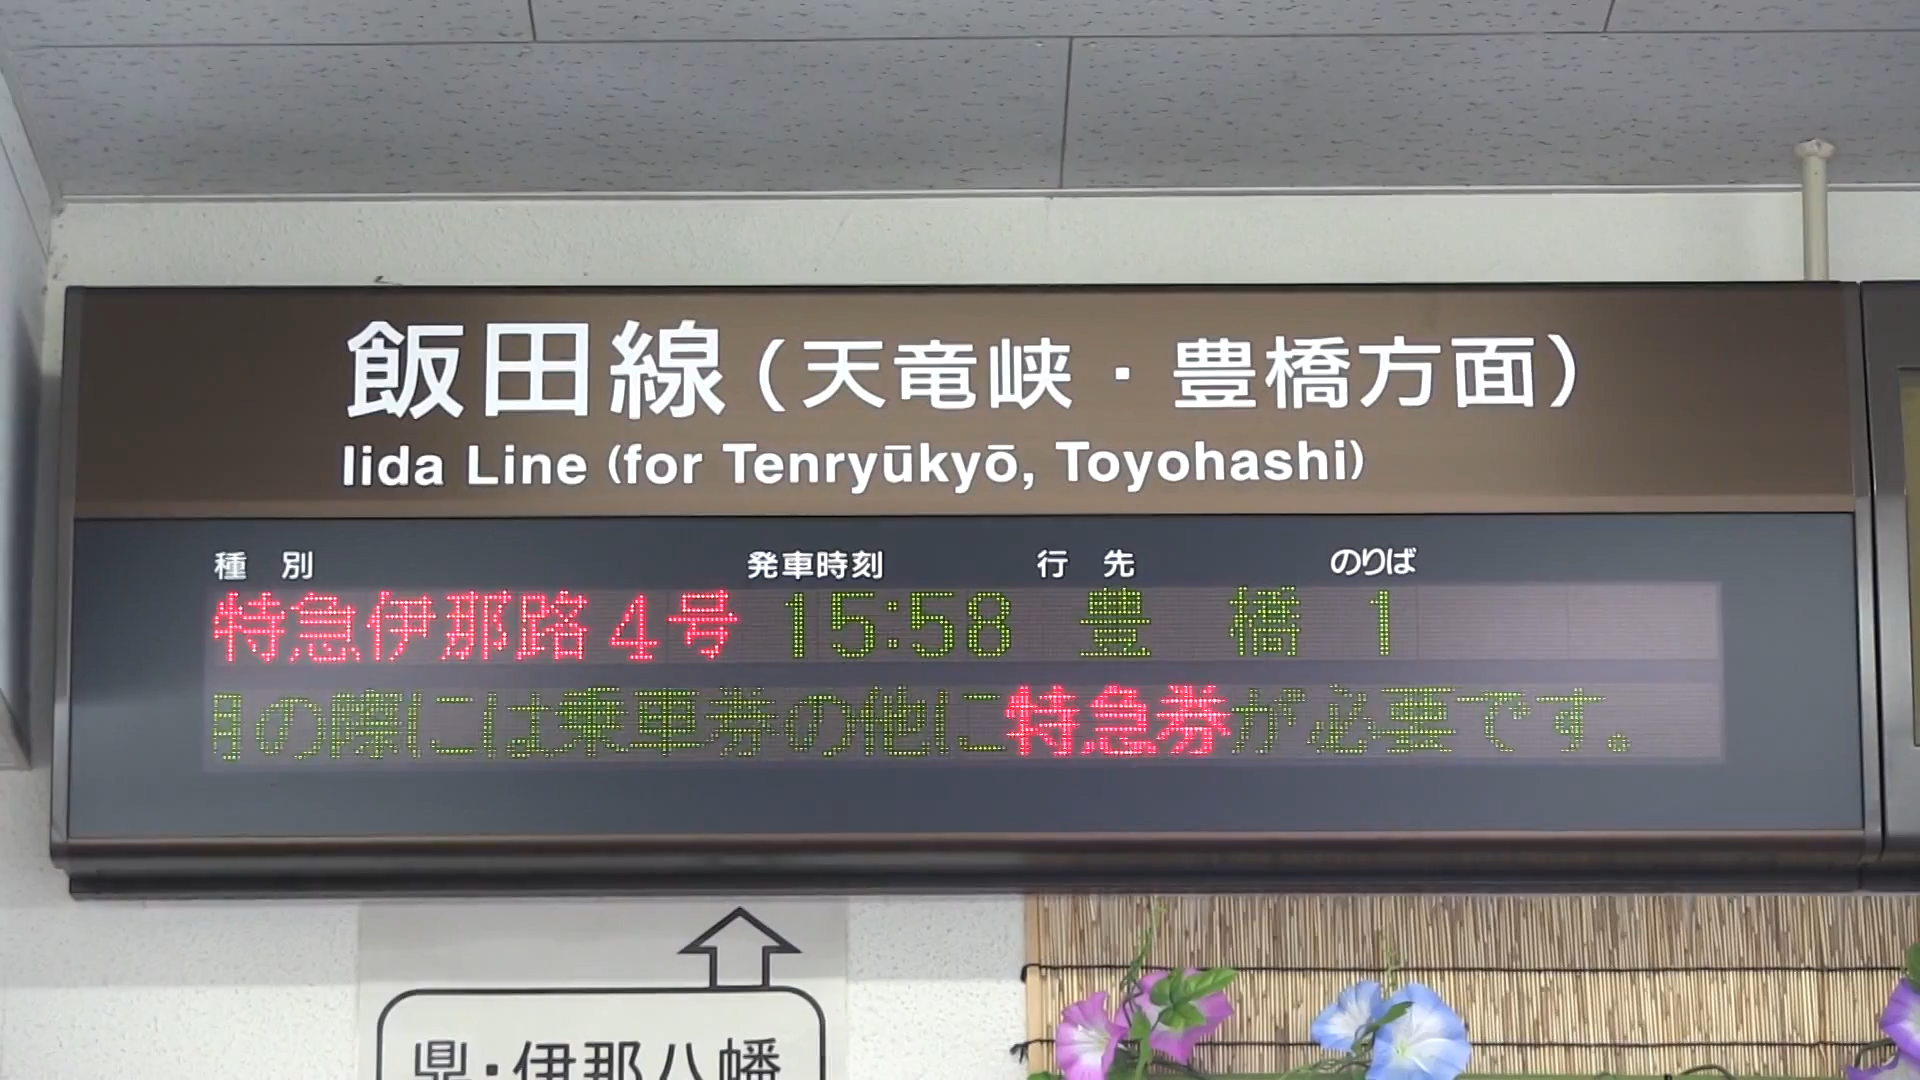 飯田線（天竜峡・豊橋方面）
Iida Line (for Tenryūkyō, Toyohashi)
種別 発車時刻 行先 のりば
特急伊那路4号 15:58 豊橋 1
の際には乗車券の他に特急券が必要です。
鼎・伊那八幡